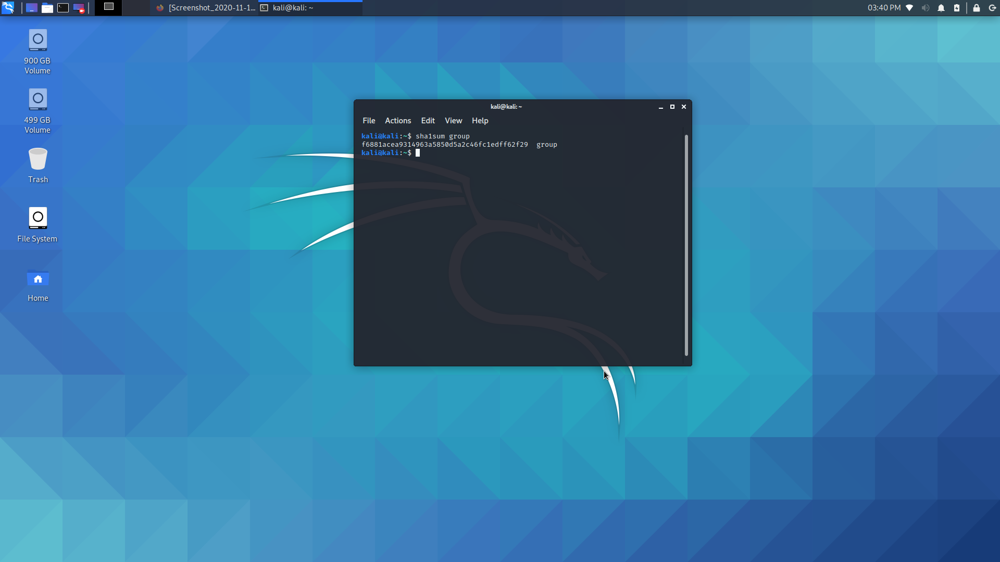 [Screenshot_2020-11-1... kali@kali: ~ 03:40 PM
900 GB
Volume
499 GB
Volume
Trash
File System
Home
kali@kali: ~
File Actions Edit View Help
kali@kali:~$ sha1sum group
f6881acea9314963a5850d5a2c46fc1edff62f29  group
kali@kali:~$